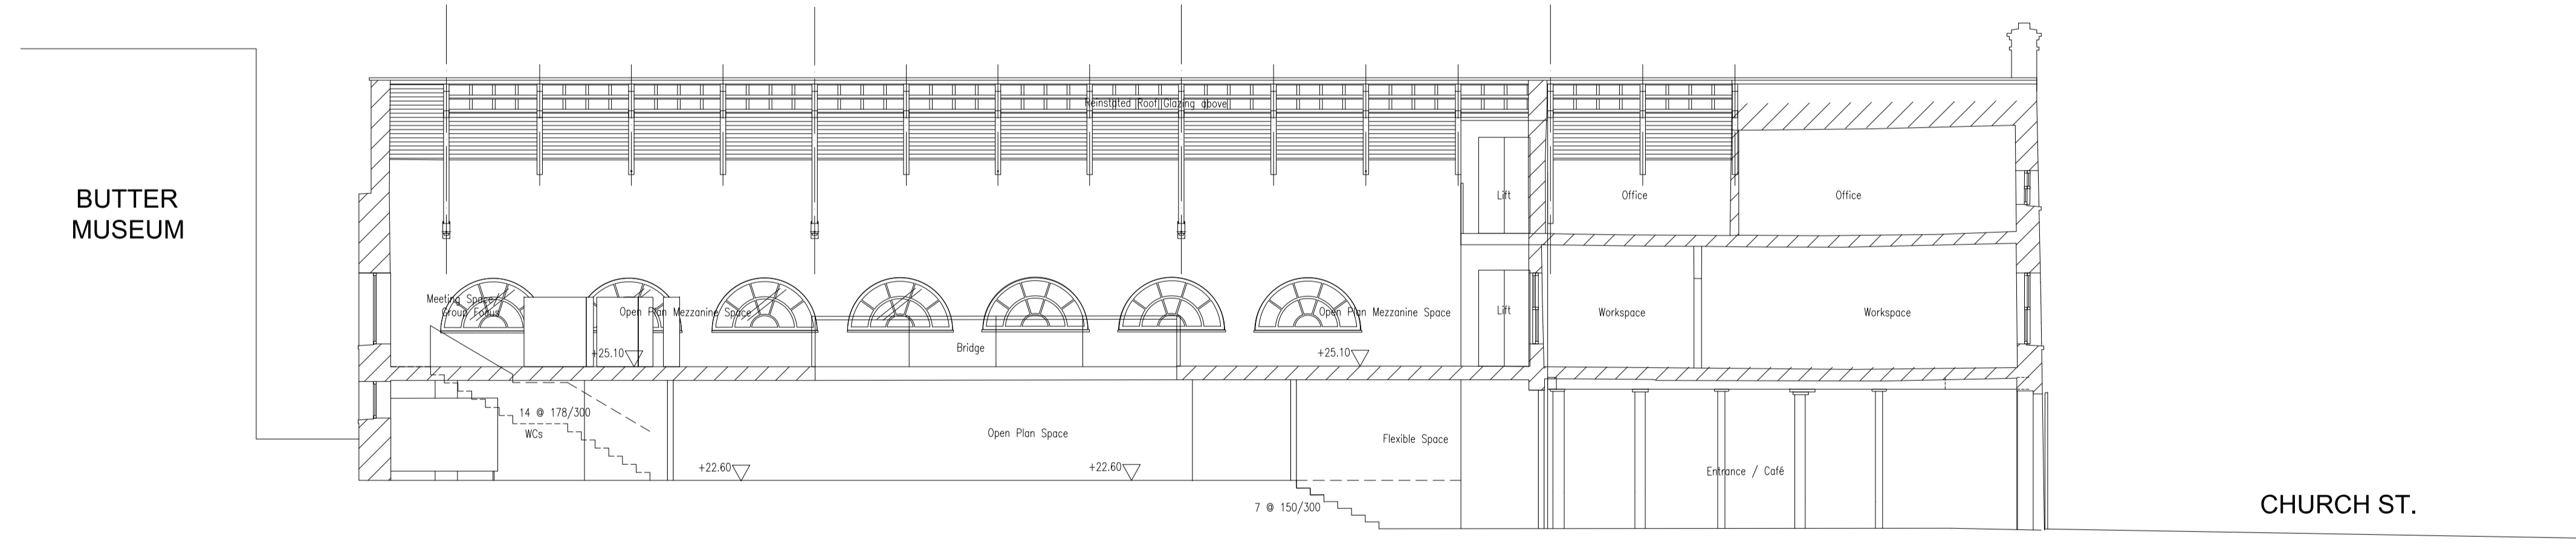 Reinstated Roof Glazing above
BUTTER
MUSEUM
Lift
Office
Office
Meeting Space/
Group Focus
Open Plan Mezzanine Space
Open Plan Mezzanine Space
Lift
Workspace
Workspace
Bridge
+25.10
+25.10
14 @ 178/300
WCs
Open Plan Space
Flexible Space
+22.60
+22.60
Entrance / Café
7 @ 150/300
CHURCH ST.